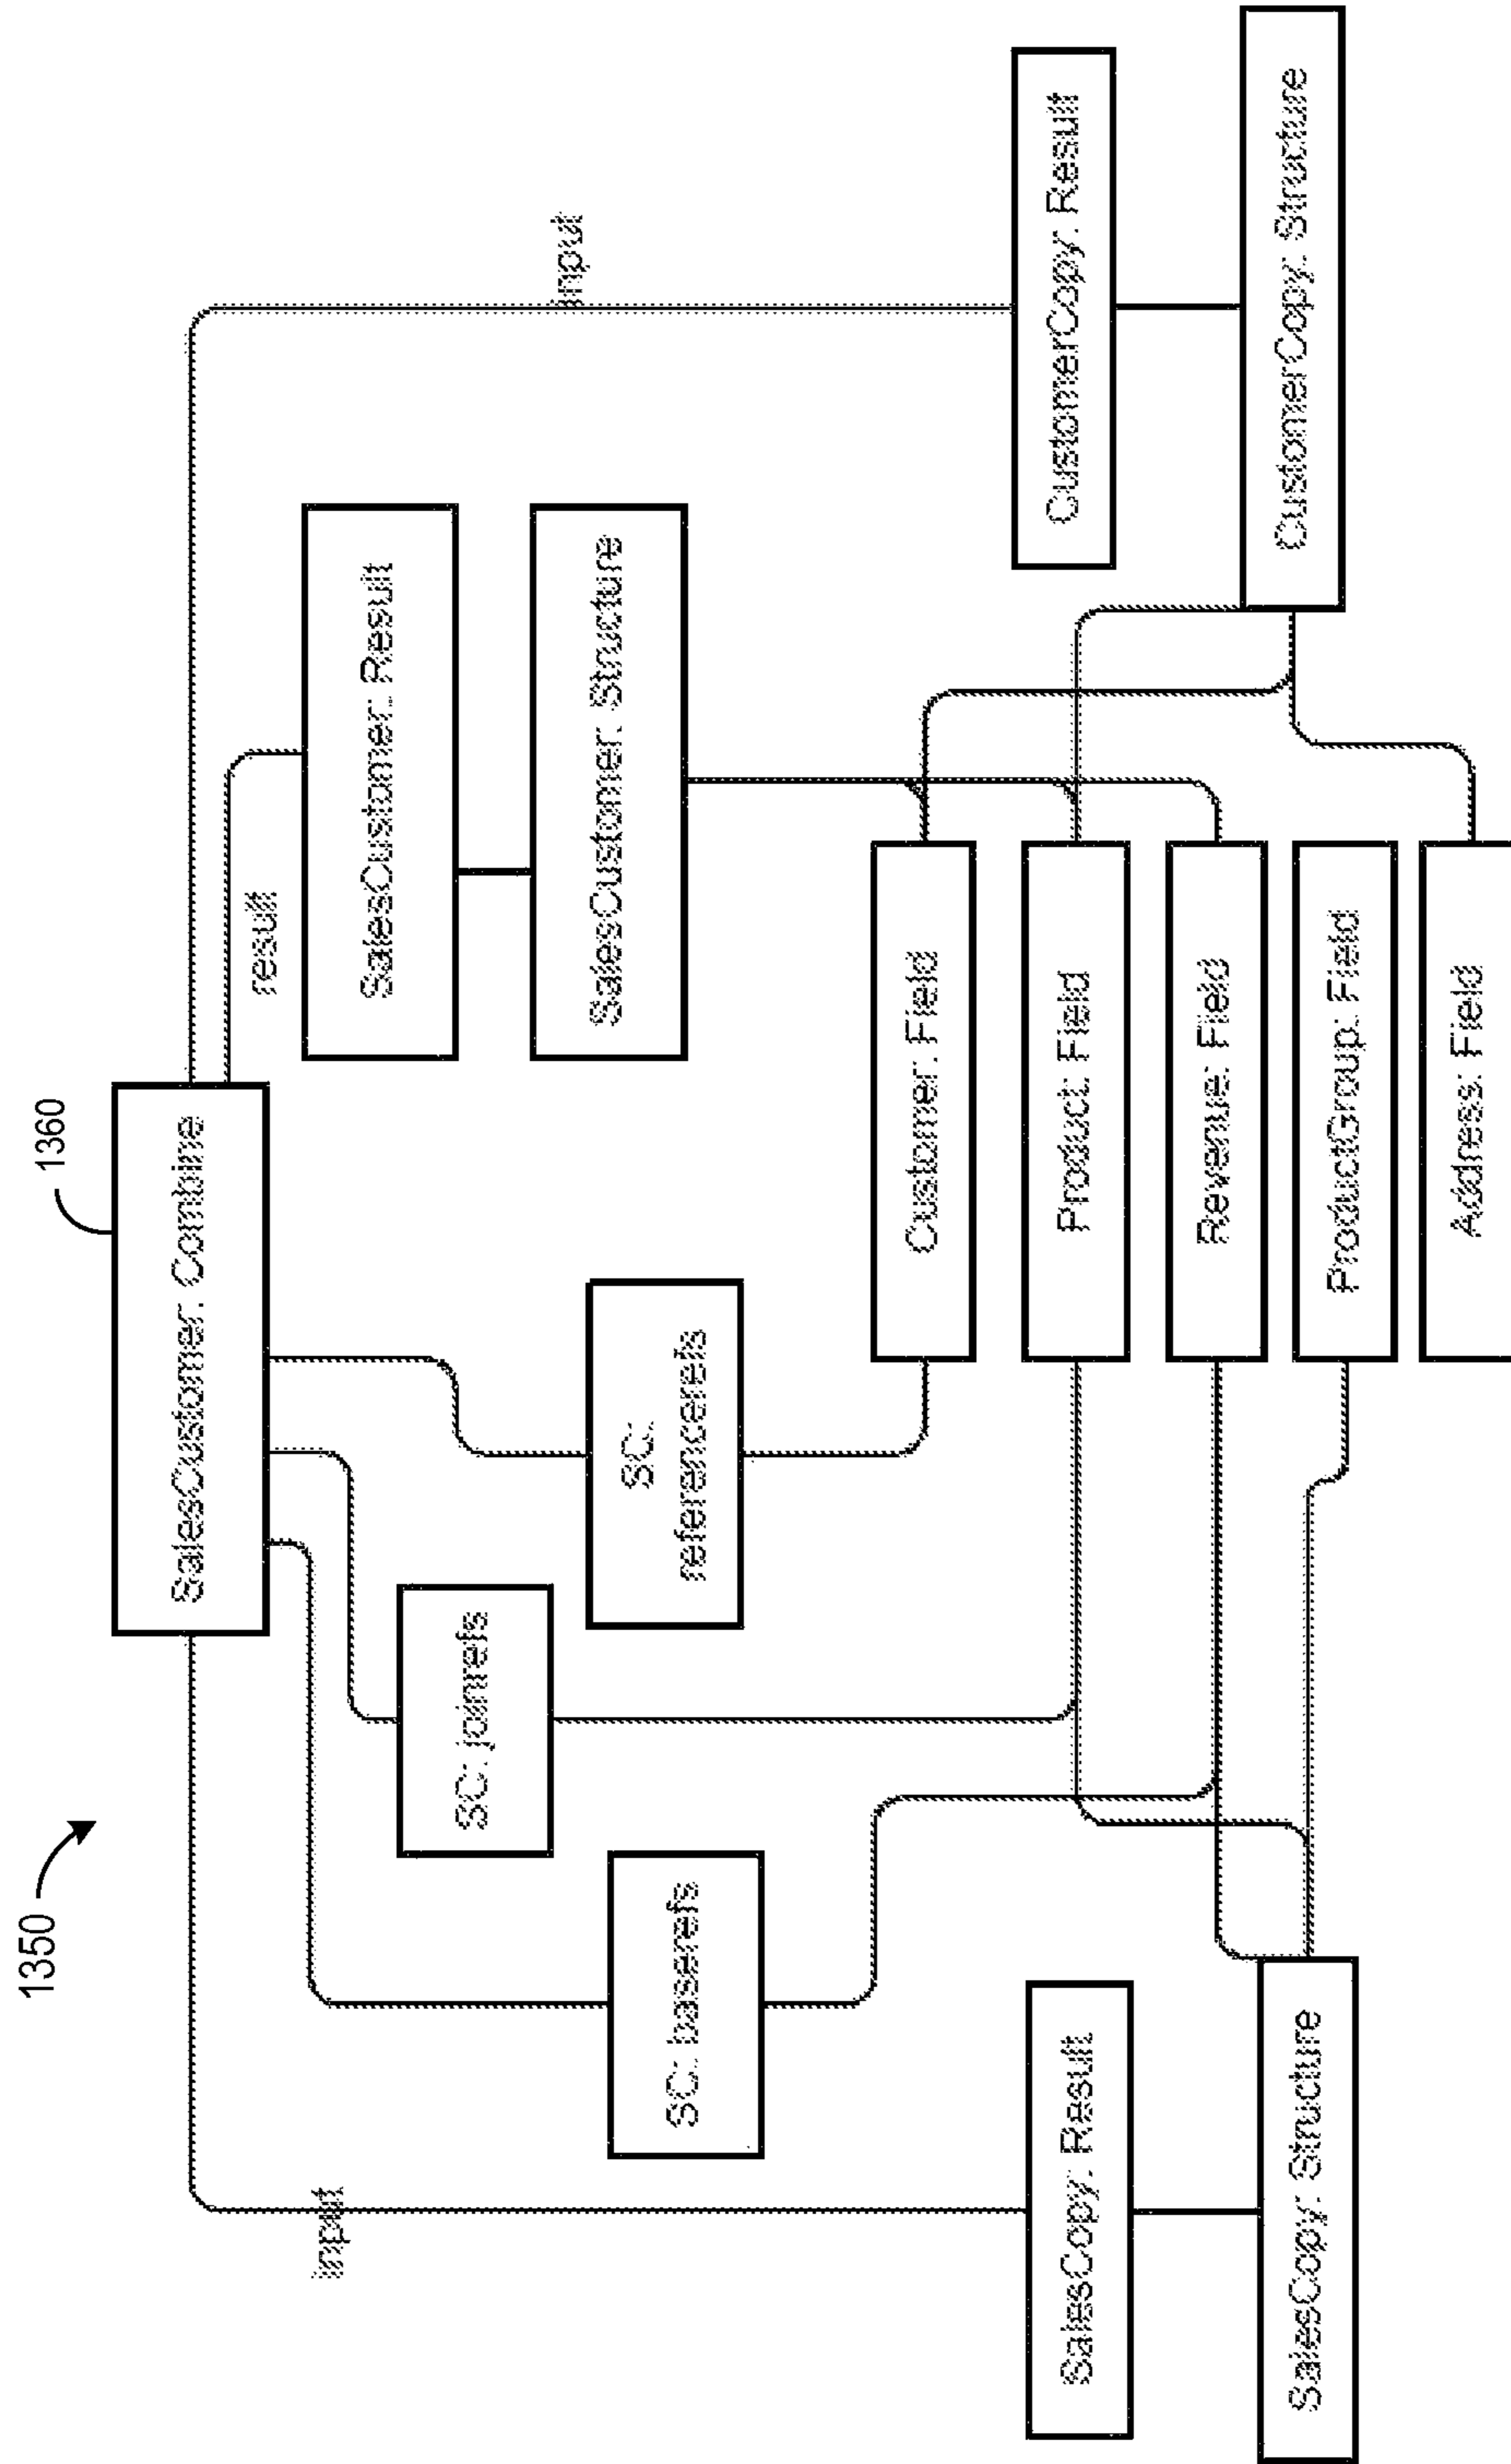 1350
1360
SalesCustomer: Combine
result
input
input
SalesCustomer: Result
SC: joinrefs
SalesCustomer: Structure
SC:
referencerefs
SC: baserefs
Customer: Field
SalesCopy: Result
Product: Field
CustomerCopy: Result
Revenue: Field
SalesCopy: Structure
ProductGroup: Field
CustomerCopy: Structure
Address: Field